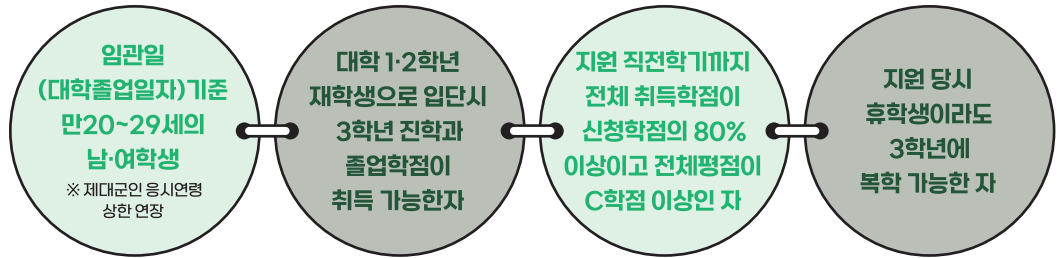 임관일
(대학졸업일자)기준
만20~29세의
남·여학생
※ 제대군인 응시연령
상한 연장
대학 1·2학년
재학생으로 입단시
3학년 진학과
졸업학점이
취득 가능한자
지원 직전학기까지
전체 취득학점이
신청학점의 80%
이상이고 전체평점이
C학점 이상인 자
지원 당시
휴학생이라도
3학년에
복학 가능한 자